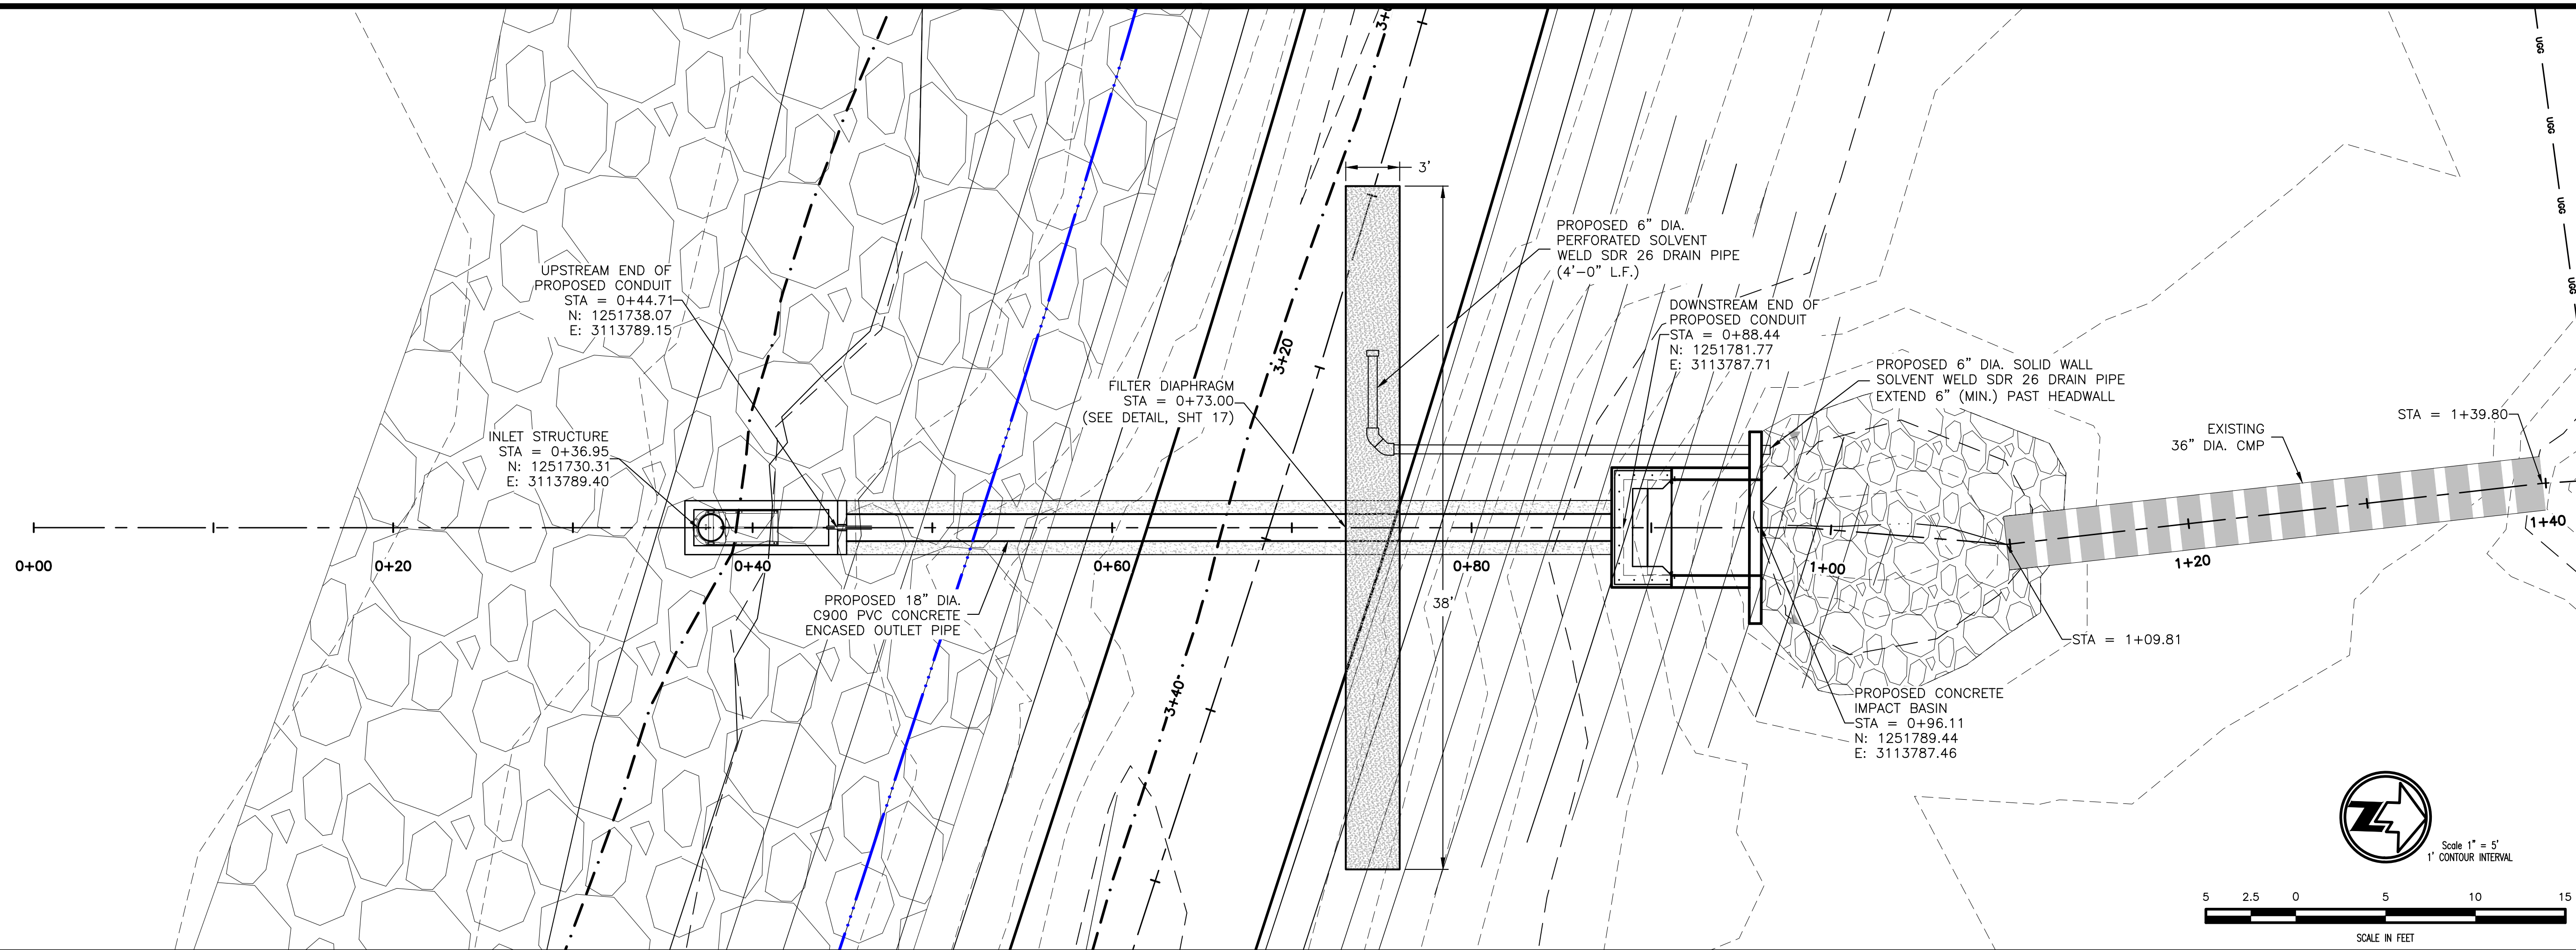 UPSTREAM END OF
PROPOSED CONDUIT
STA = 0+44.71
N: 1251738.07
E: 3113789.15
INLET STRUCTURE
STA = 0+36.95
N: 1251730.31
E: 3113789.40
PROPOSED 18" DIA.
C900 PVC CONCRETE
ENCASED OUTLET PIPE
FILTER DIAPHRAGM
STA = 0+73.00
(SEE DETAIL, SHT 17)
3'
38'
3+20
3+40
PROPOSED 6" DIA.
PERFORATED SOLVENT
WELD SDR 26 DRAIN PIPE
(4'-0" L.F.)
DOWNSTREAM END OF
PROPOSED CONDUIT
STA = 0+88.44
N: 1251781.77
E: 3113787.71
PROPOSED 6" DIA. SOLID WALL
SOLVENT WELD SDR 26 DRAIN PIPE
EXTEND 6" (MIN.) PAST HEADWALL
STA = 1+39.80
EXISTING
36" DIA. CMP
STA = 1+09.81
PROPOSED CONCRETE
IMPACT BASIN
STA = 0+96.11
N: 1251789.44
E: 3113787.46
0+00
0+20
0+40
0+60
0+80
1+00
1+20
1+40
UGG
UGG
UGG
UGG
Z
Scale 1" = 5'
1' CONTOUR INTERVAL
5 2.5 0 5 10 15
SCALE IN FEET